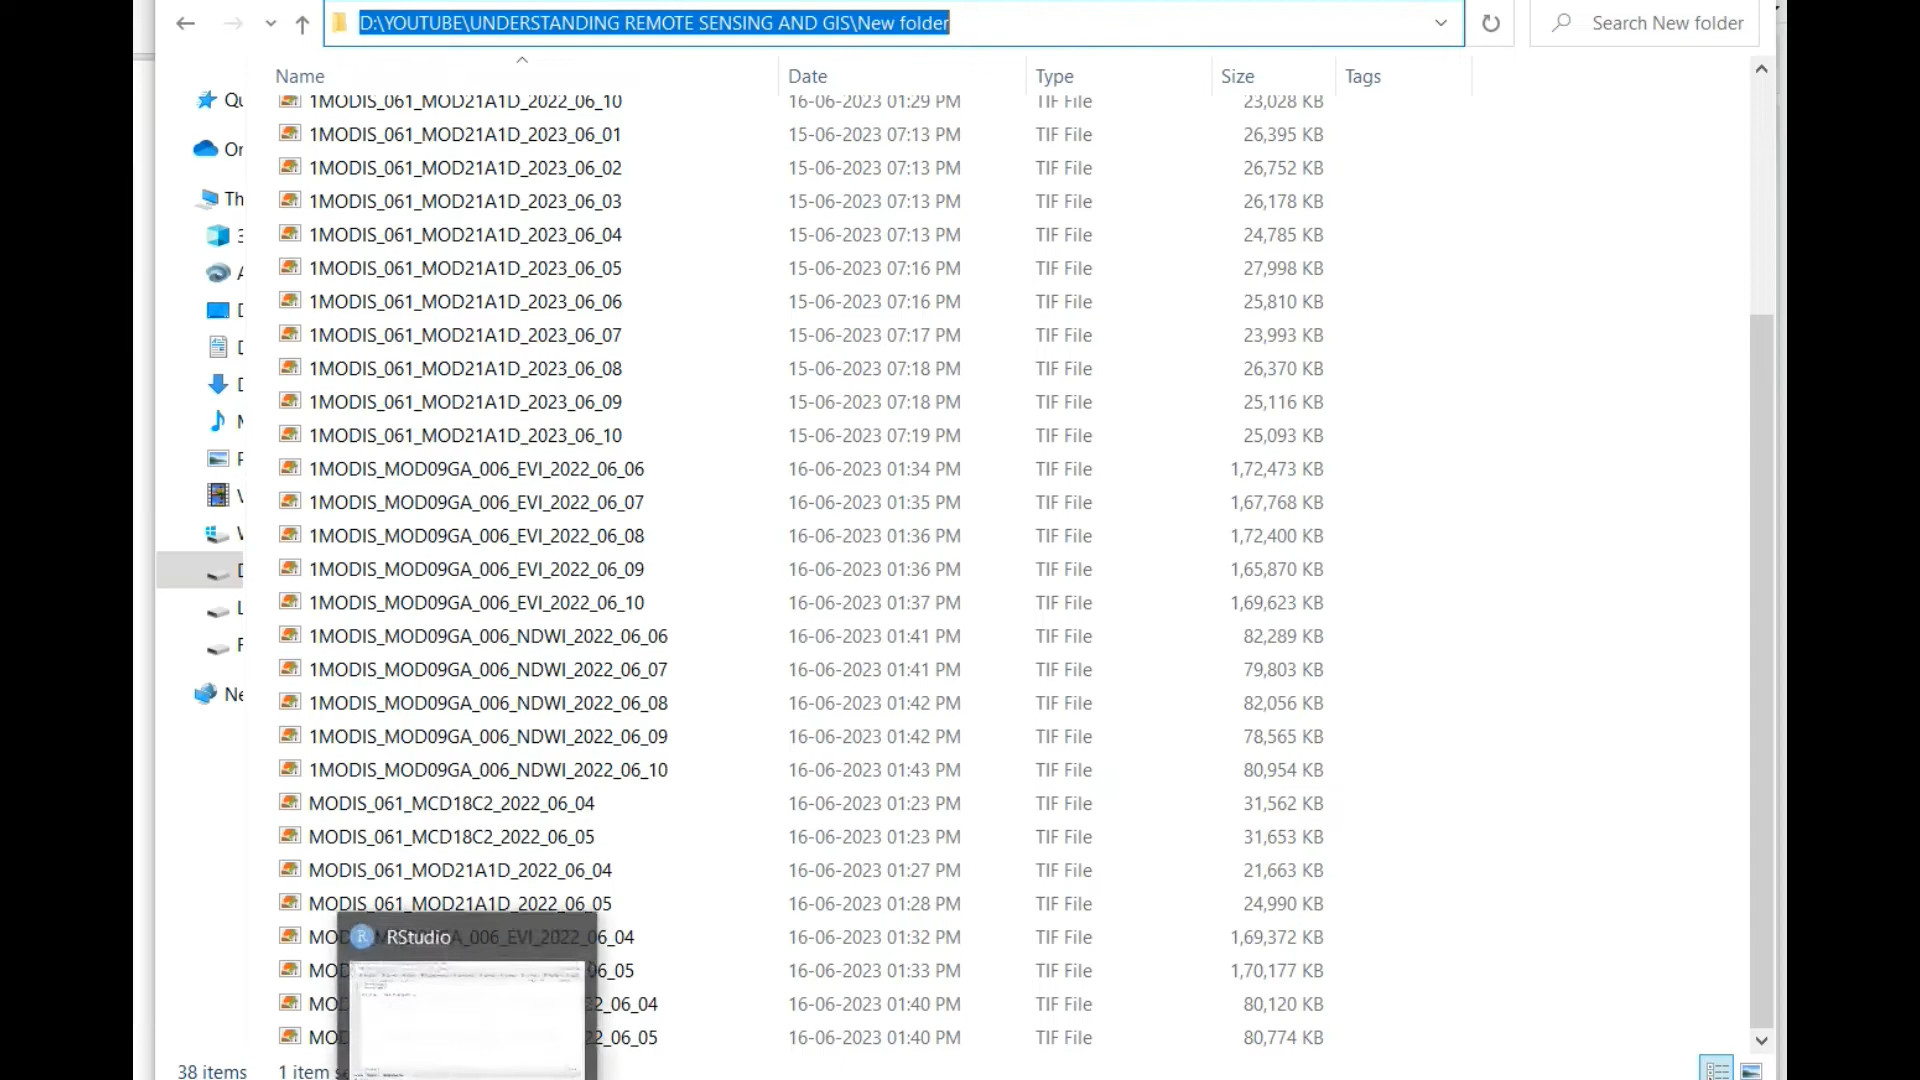 D:\YOUTUBE\UNDERSTANDING REMOTE SENSING AND GIS\New folder
Search New folder
Name Date Type Size Tags
1MODIS_061_MOD21A1D_2022_06_10 16-06-2023 01:29 PM TIF File 23,028 KB
1MODIS_061_MOD21A1D_2023_06_01 15-06-2023 07:13 PM TIF File 26,395 KB
1MODIS_061_MOD21A1D_2023_06_02 15-06-2023 07:13 PM TIF File 26,752 KB
1MODIS_061_MOD21A1D_2023_06_03 15-06-2023 07:13 PM TIF File 26,178 KB
1MODIS_061_MOD21A1D_2023_06_04 15-06-2023 07:13 PM TIF File 24,785 KB
1MODIS_061_MOD21A1D_2023_06_05 15-06-2023 07:16 PM TIF File 27,998 KB
1MODIS_061_MOD21A1D_2023_06_06 15-06-2023 07:16 PM TIF File 25,810 KB
1MODIS_061_MOD21A1D_2023_06_07 15-06-2023 07:17 PM TIF File 23,993 KB
1MODIS_061_MOD21A1D_2023_06_08 15-06-2023 07:18 PM TIF File 26,370 KB
1MODIS_061_MOD21A1D_2023_06_09 15-06-2023 07:18 PM TIF File 25,116 KB
1MODIS_061_MOD21A1D_2023_06_10 15-06-2023 07:19 PM TIF File 25,093 KB
1MODIS_MOD09GA_006_EVI_2022_06_06 16-06-2023 01:34 PM TIF File 1,72,473 KB
1MODIS_MOD09GA_006_EVI_2022_06_07 16-06-2023 01:35 PM TIF File 1,67,768 KB
1MODIS_MOD09GA_006_EVI_2022_06_08 16-06-2023 01:36 PM TIF File 1,72,400 KB
1MODIS_MOD09GA_006_EVI_2022_06_09 16-06-2023 01:36 PM TIF File 1,65,870 KB
1MODIS_MOD09GA_006_EVI_2022_06_10 16-06-2023 01:37 PM TIF File 1,69,623 KB
1MODIS_MOD09GA_006_NDWI_2022_06_06 16-06-2023 01:41 PM TIF File 82,289 KB
1MODIS_MOD09GA_006_NDWI_2022_06_07 16-06-2023 01:41 PM TIF File 79,803 KB
1MODIS_MOD09GA_006_NDWI_2022_06_08 16-06-2023 01:42 PM TIF File 82,056 KB
1MODIS_MOD09GA_006_NDWI_2022_06_09 16-06-2023 01:42 PM TIF File 78,565 KB
1MODIS_MOD09GA_006_NDWI_2022_06_10 16-06-2023 01:43 PM TIF File 80,954 KB
MODIS_061_MCD18C2_2022_06_04 16-06-2023 01:23 PM TIF File 31,562 KB
MODIS_061_MCD18C2_2022_06_05 16-06-2023 01:23 PM TIF File 31,653 KB
MODIS_061_MOD21A1D_2022_06_04 16-06-2023 01:27 PM TIF File 21,663 KB
MODIS_061_MOD21A1D_2022_06_05 16-06-2023 01:28 PM TIF File 24,990 KB
MOD A_006_EVI_2022_06_04 16-06-2023 01:32 PM TIF File 1,69,372 KB
RStudio
MOD 06_05 16-06-2023 01:33 PM TIF File 1,70,177 KB
MOD 22_06_04 16-06-2023 01:40 PM TIF File 80,120 KB
MOD 22_06_05 16-06-2023 01:40 PM TIF File 80,774 KB
38 items 1 item